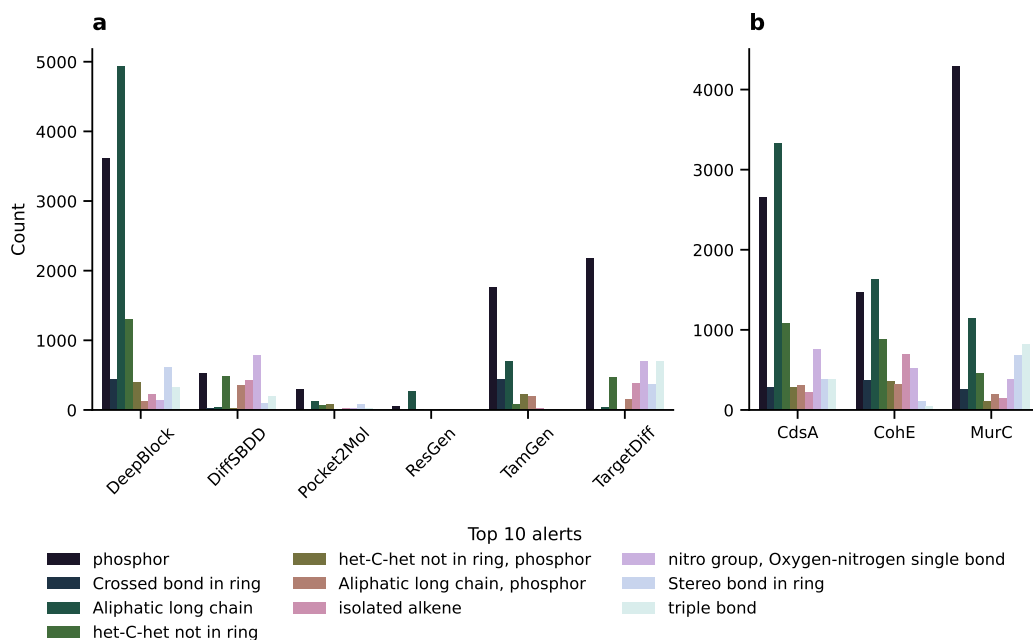 a
b
5000
4000
3000
2000
1000
0
Count
DeepBlock
DiffSBDD
Pocket2Mol
ResGen
TamGen
TargetDiff
4000
3000
2000
1000
0
CdsA
CohE
MurC
Top 10 alerts
phosphor
Crossed bond in ring
Aliphatic long chain
het-C-het not in ring
het-C-het not in ring, phosphor
Aliphatic long chain, phosphor
isolated alkene
nitro group, Oxygen-nitrogen single bond
Stereo bond in ring
triple bond